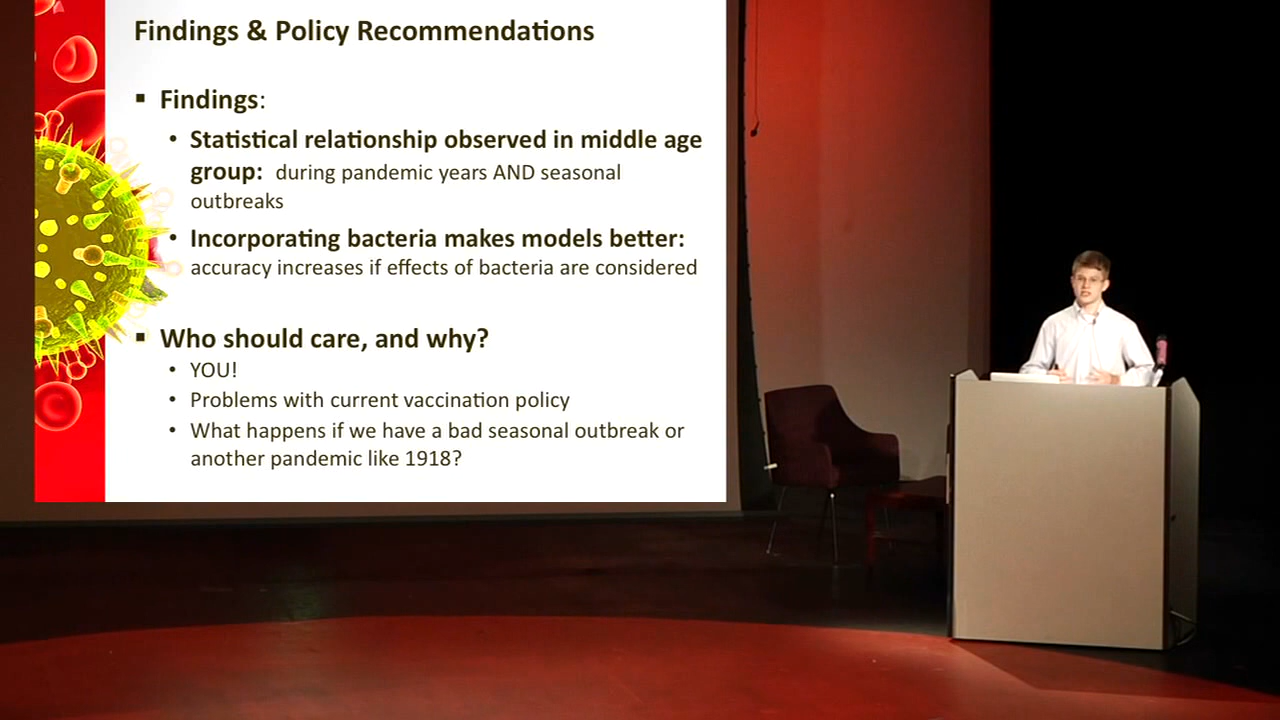 Findings & Policy Recommendations
▪ Findings:
• Statistical relationship observed in middle age
group: during pandemic years AND seasonal
outbreaks
• Incorporating bacteria makes models better:
accuracy increases if effects of bacteria are considered
▪ Who should care, and why?
• YOU!
• Problems with current vaccination policy
• What happens if we have a bad seasonal outbreak or
another pandemic like 1918?